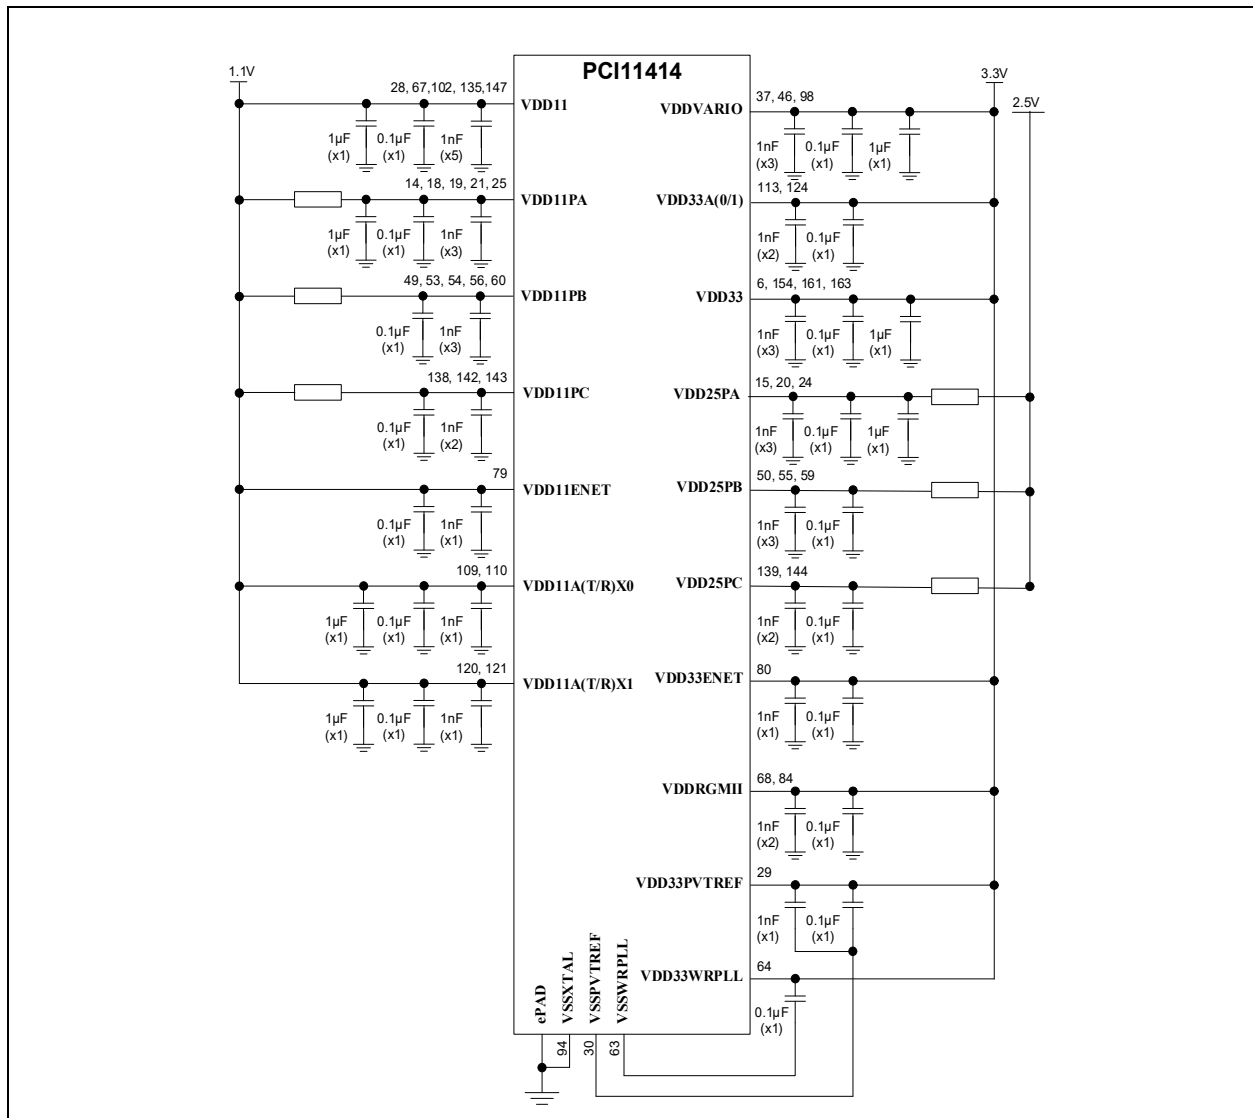 PCI11414
1.1V
3.3V
2.5V
28, 67,102, 135,147
VDD11
1µF
(x1)
0.1µF
(x1)
1nF
(x5)
14, 18, 19, 21, 25
VDD11PA
1µF
(x1)
0.1µF
(x1)
1nF
(x3)
49, 53, 54, 56, 60
VDD11PB
0.1µF
(x1)
1nF
(x3)
138, 142, 143
VDD11PC
0.1µF
(x1)
1nF
(x2)
79
VDD11ENET
0.1µF
(x1)
1nF
(x1)
109, 110
VDD11A(T/R)X0
1µF
(x1)
0.1µF
(x1)
1nF
(x1)
120, 121
VDD11A(T/R)X1
1µF
(x1)
0.1µF
(x1)
1nF
(x1)
VDDVARIO
37, 46, 98
1nF
(x3)
0.1µF
(x1)
1µF
(x1)
VDD33A(0/1)
113, 124
1nF
(x2)
0.1µF
(x1)
VDD33
6, 154, 161, 163
1nF
(x3)
0.1µF
(x1)
1µF
(x1)
VDD25PA
15, 20, 24
1nF
(x3)
0.1µF
(x1)
1µF
(x1)
VDD25PB
50, 55, 59
1nF
(x3)
0.1µF
(x1)
VDD25PC
139, 144
1nF
(x2)
0.1µF
(x1)
VDD33ENET
80
1nF
(x1)
0.1µF
(x1)
VDDRGMII
68, 84
1nF
(x2)
0.1µF
(x1)
VDD33PVTREF
29
1nF
(x1)
0.1µF
(x1)
VDD33WRPLL
64
0.1µF
(x1)
ePAD
VSSXTAL
VSSPVTREF
VSSWRPLL
94
30
63